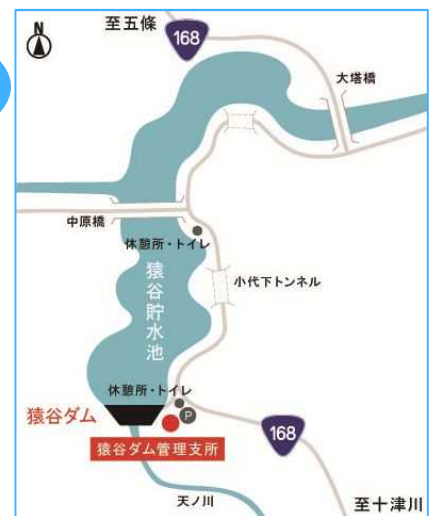 N
至五條
168
大塔橋
中原橋
休憩所・トイレ
小代下トンネル
猿谷貯水池
休憩所・トイレ
猿谷ダム
P
猿谷ダム管理支所
168
天ノ川
至十津川